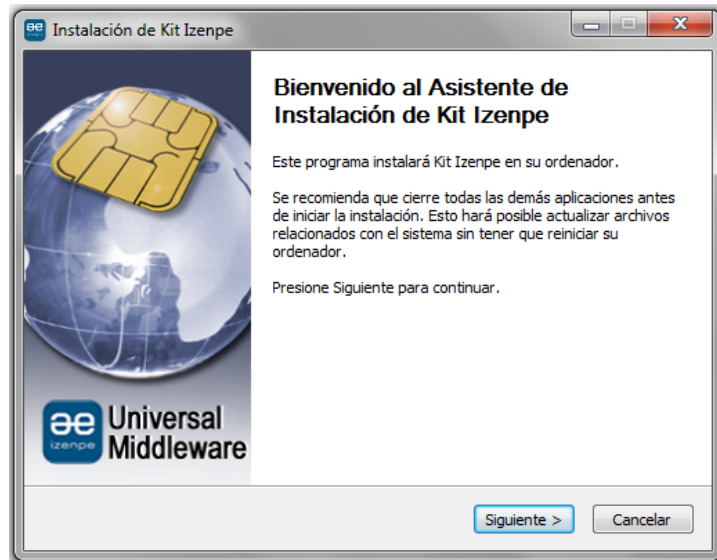 Instalación de Kit Izenpe
Bienvenido al Asistente de
Instalación de Kit Izenpe
Este programa instalará Kit Izenpe en su ordenador.
Se recomienda que cierre todas las demás aplicaciones antes
de iniciar la instalación. Esto hará posible actualizar archivos
relacionados con el sistema sin tener que reiniciar su
ordenador.
Presione Siguiente para continuar.
izenpe
Universal
Middleware
Siguiente >
Cancelar